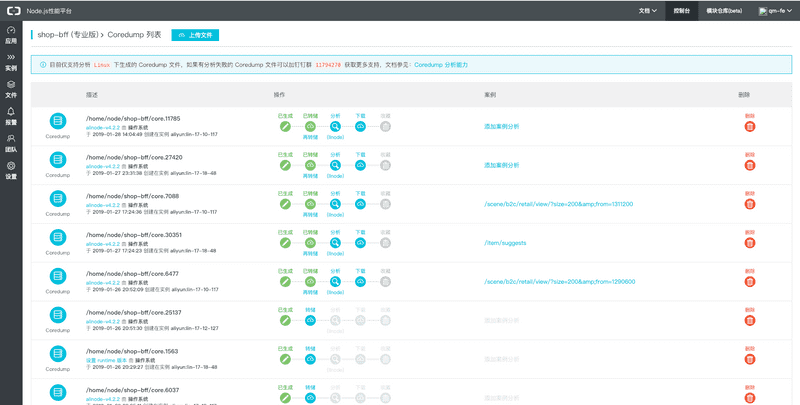 Node.js性能平台
文档
控制台
模块仓库(beta)
qm-fe
应用
实例
文件
报警
团队
设置
shop-bff (专业版) > Coredump 列表
上传文件
目前仅支持分析 Linux 下生成的 Coredump 文件, 如果有分析失败的 Coredump 文件可以加钉钉群 11794270 获取更多支持, 文档参见: Coredump 分析能力
描述 操作 案例 删除
Coredump
/home/node/shop-bff/core.11785
alinode-v4.2.2 @ 操作系统
于 2019-01-28 14:04:49 创建在实例 aliyun:lin-17-10-117
已生成 已转储 分析 下载 收藏
再转储 (lnode)
添加案例分析
删除
Coredump
/home/node/shop-bff/core.27420
alinode-v4.2.2 @ 操作系统
于 2019-01-27 23:31:38 创建在实例 aliyun:lin-17-18-48
已生成 已转储 分析 下载 收藏
再转储 (lnode)
添加案例分析
删除
Coredump
/home/node/shop-bff/core.7088
alinode-v4.2.2 @ 操作系统
于 2019-01-27 17:24:36 创建在实例 aliyun:lin-17-10-117
已生成 已转储 分析 下载 收藏
再转储 (lnode)
/scene/b2c/retail/view/?size=200&amp;from=1311200
删除
Coredump
/home/node/shop-bff/core.30351
alinode-v4.2.2 @ 操作系统
于 2019-01-27 17:24:23 创建在实例 aliyun:lin-17-18-48
已生成 已转储 分析 下载 收藏
再转储 (lnode)
/item/suggests
删除
Coredump
/home/node/shop-bff/core.6477
alinode-v4.2.2 @ 操作系统
于 2019-01-26 20:52:09 创建在实例 aliyun:lin-17-10-117
已生成 已转储 分析 下载 收藏
再转储 (lnode)
/scene/b2c/retail/view/?size=200&amp;from=1290600
删除
Coredump
/home/node/shop-bff/core.25137
alinode-v4.2.2 @ 操作系统
于 2019-01-26 20:51:30 创建在实例 aliyun:lin-17-12-127
已生成 转储 分析 下载 收藏
(lnode)
添加案例分析
删除
Coredump
/home/node/shop-bff/core.1563
设置 runtime 版本 @ 操作系统
于 2019-01-26 20:29:27 创建在实例 aliyun:lin-17-18-48
已生成 转储 分析 下载 收藏
(lnode)
添加案例分析
删除
/home/node/shop-bff/core.6037
alinode-v4.2.2 @ 操作系统
已生成 转储 分析 下载 收藏
添加案例分析
删除